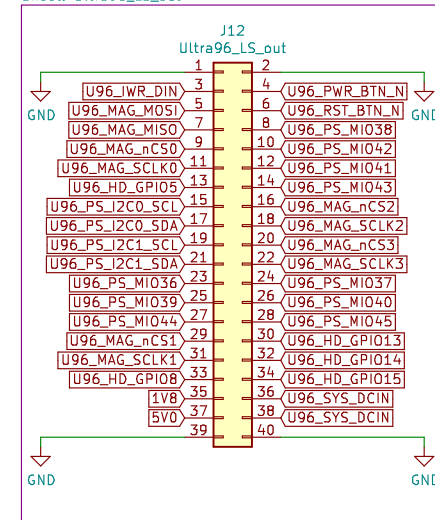 J12
Ultra96_LS_out
1 2
GND GND
U96_IWR_DIN 3 4 U96_PWR_BTN_N
U96_MAG_MOSI 5 6 U96_RST_BTN_N
U96_MAG_MISO 7 8 U96_PS_MIO38
U96_MAG_nCS0 9 10 U96_PS_MIO42
U96_MAG_SCLK0 11 12 U96_PS_MIO41
U96_HD_GPIO5 13 14 U96_PS_MIO43
U96_PS_I2C0_SCL 15 16 U96_MAG_nCS2
U96_PS_I2C0_SDA 17 18 U96_MAG_SCLK2
U96_PS_I2C1_SCL 19 20 U96_MAG_nCS3
U96_PS_I2C1_SDA 21 22 U96_MAG_SCLK3
U96_PS_MIO36 23 24 U96_PS_MIO37
U96_PS_MIO39 25 26 U96_PS_MIO40
U96_PS_MIO44 27 28 U96_PS_MIO45
U96_MAG_nCS1 29 30 U96_HD_GPIO13
U96_MAG_SCLK1 31 32 U96_HD_GPIO14
U96_HD_GPIO8 33 34 U96_HD_GPIO15
1V8 35 36 U96_SYS_DCIN
5V0 37 38 U96_SYS_DCIN
39 40
GND GND